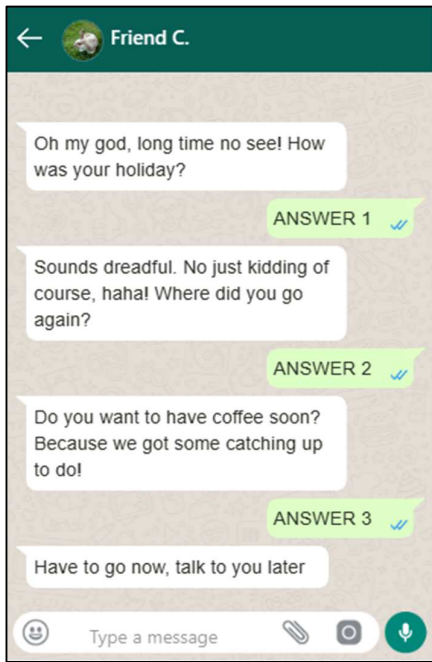 Friend C.
Oh my god, long time no see! How
was your holiday?
ANSWER 1
Sounds dreadful. No just kidding of
course, haha! Where did you go
again?
ANSWER 2
Do you want to have coffee soon?
Because we got some catching up
to do!
ANSWER 3
Have to go now, talk to you later
Type a message